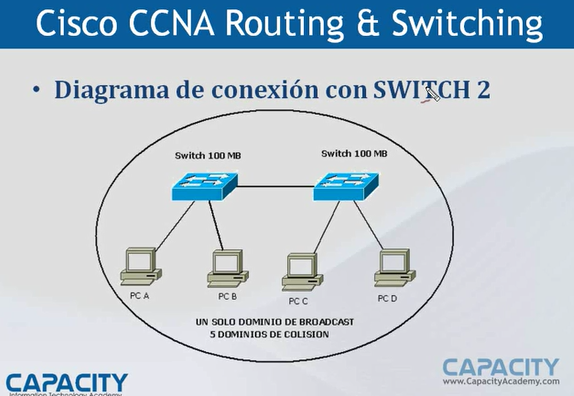 Cisco CCNA Routing & Switching
• Diagrama de conexión con SWITCH 2
Switch 100 MB
Switch 100 MB
PC A
PC B
PC C
PC D
UN SOLO DOMINIO DE BROADCAST
5 DOMINIOS DE COLISION
CAPACITY
Information Technology Academy
CAPACITY
www.CapacityAcademy.com